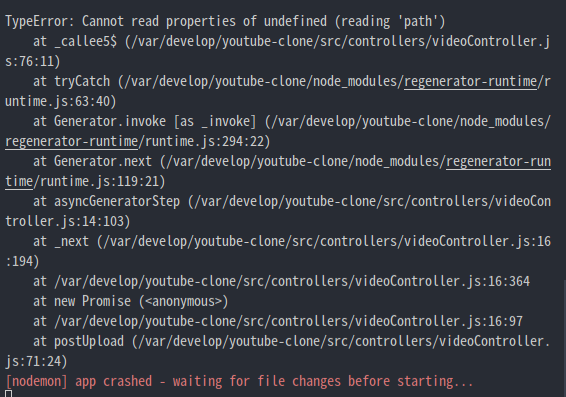 TypeError: Cannot read properties of undefined (reading 'path')
at _callee5$ (/var/develop/youtube-clone/src/controllers/videoController.j
s:76:11)
at tryCatch (/var/develop/youtube-clone/node_modules/regenerator-runtime/r
untime.js:63:40)
at Generator.invoke [as _invoke] (/var/develop/youtube-clone/node_modules/
regenerator-runtime/runtime.js:294:22)
at Generator.next (/var/develop/youtube-clone/node_modules/regenerator-run
time/runtime.js:119:21)
at asyncGeneratorStep (/var/develop/youtube-clone/src/controllers/videoCon
troller.js:14:103)
at _next (/var/develop/youtube-clone/src/controllers/videoController.js:16
:194)
at /var/develop/youtube-clone/src/controllers/videoController.js:16:364
at new Promise (<anonymous>)
at /var/develop/youtube-clone/src/controllers/videoController.js:16:97
at postUpload (/var/develop/youtube-clone/src/controllers/videoController.
js:71:24)
[nodemon] app crashed - waiting for file changes before starting...